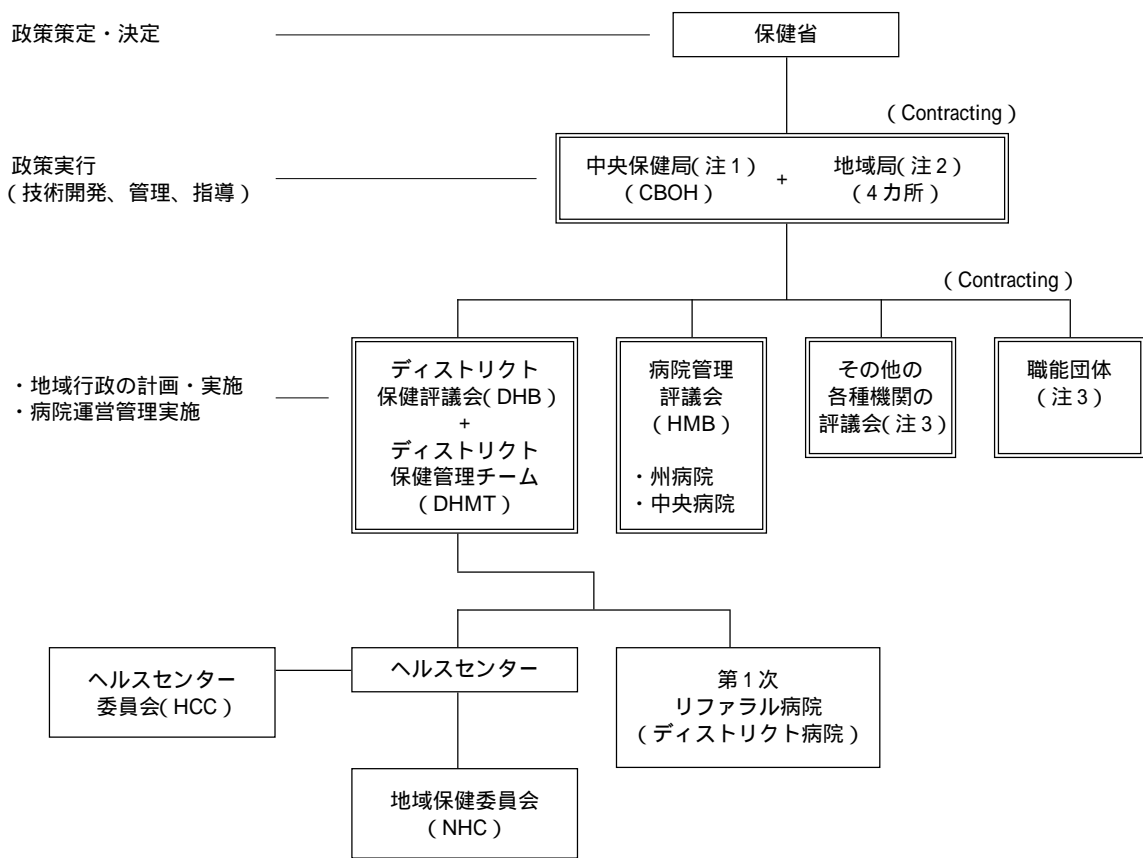 政策策定・決定
保健省
( Contracting )
政策実行
( 技術開発、管理、指導 )
中央保健局( 注1 )
( CBOH )
+
地域局( 注2 )
( 4カ所 )
( Contracting )
・地域行政の計画・実施
・病院運営管理実施
ディストリクト
保健評議会( DHB )
+
ディストリクト
保健管理チーム
( DHMT )
病院管理
評議会
( HMB )
・州病院
・中央病院
その他の
各種機関の
評議会( 注3 )
職能団体
( 注3 )
ヘルスセンター
委員会( HCC )
ヘルスセンター
第1次
リファラル病院
( ディストリクト病院 )
地域保健委員会
( NHC )